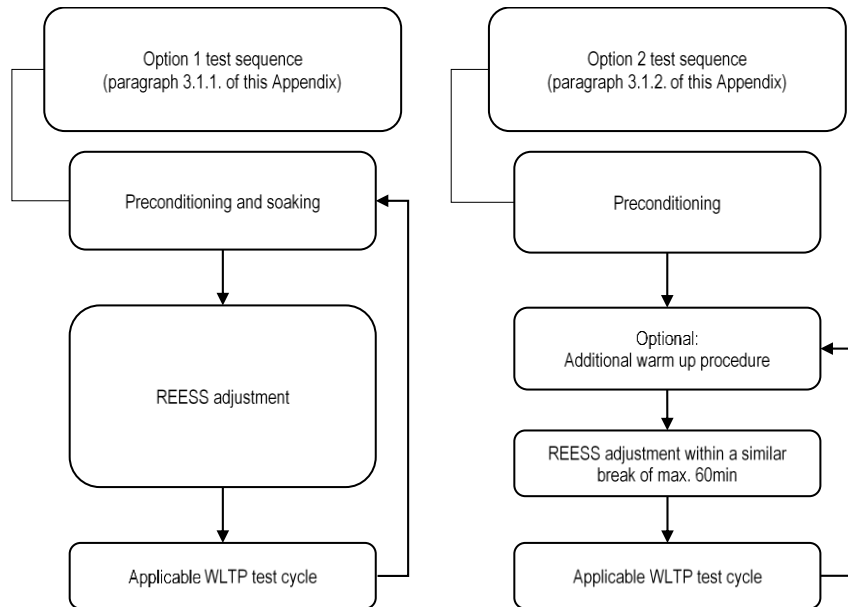 Option 1 test sequence
(paragraph 3.1.1. of this Appendix)
Preconditioning and soaking
REESS adjustment
Applicable WLTP test cycle
Option 2 test sequence
(paragraph 3.1.2. of this Appendix)
Preconditioning
Optional:
Additional warm up procedure
REESS adjustment within a similar
break of max. 60min
Applicable WLTP test cycle